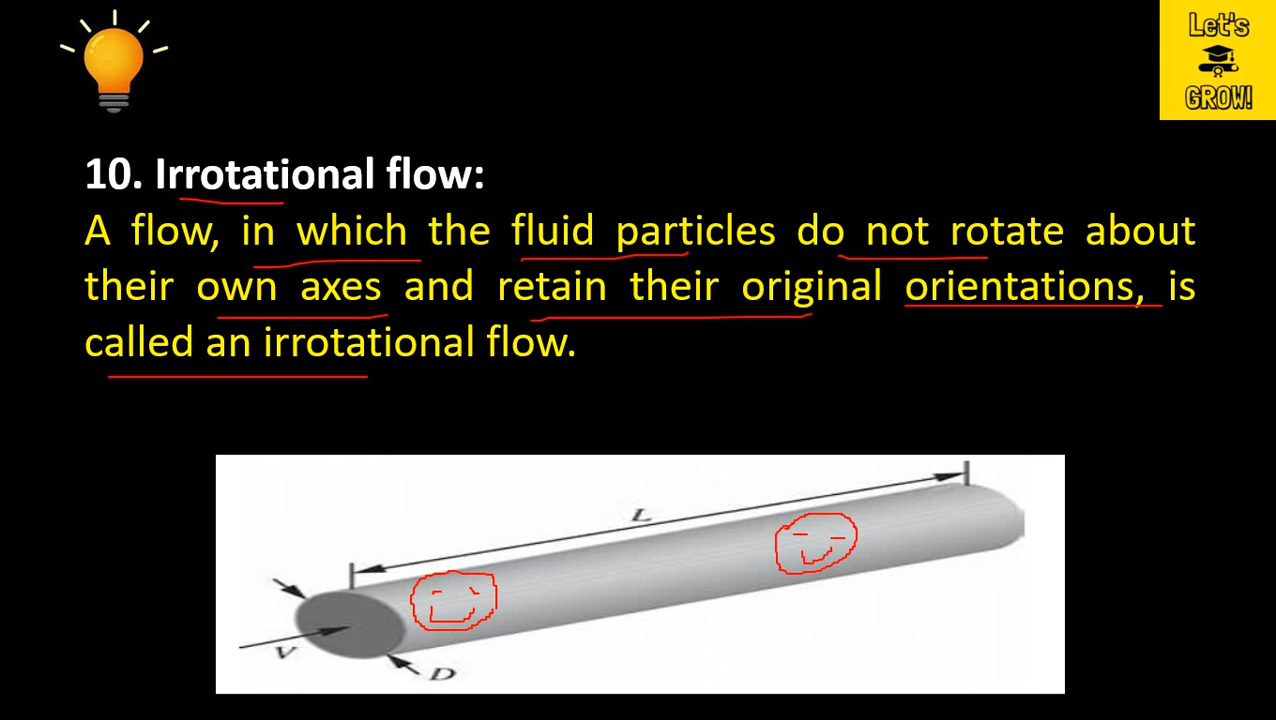 Let's
GROW!
10. Irrotational flow:
A flow, in which the fluid particles do not rotate about
their own axes and retain their original orientations, is
called an irrotational flow.
L
V
D